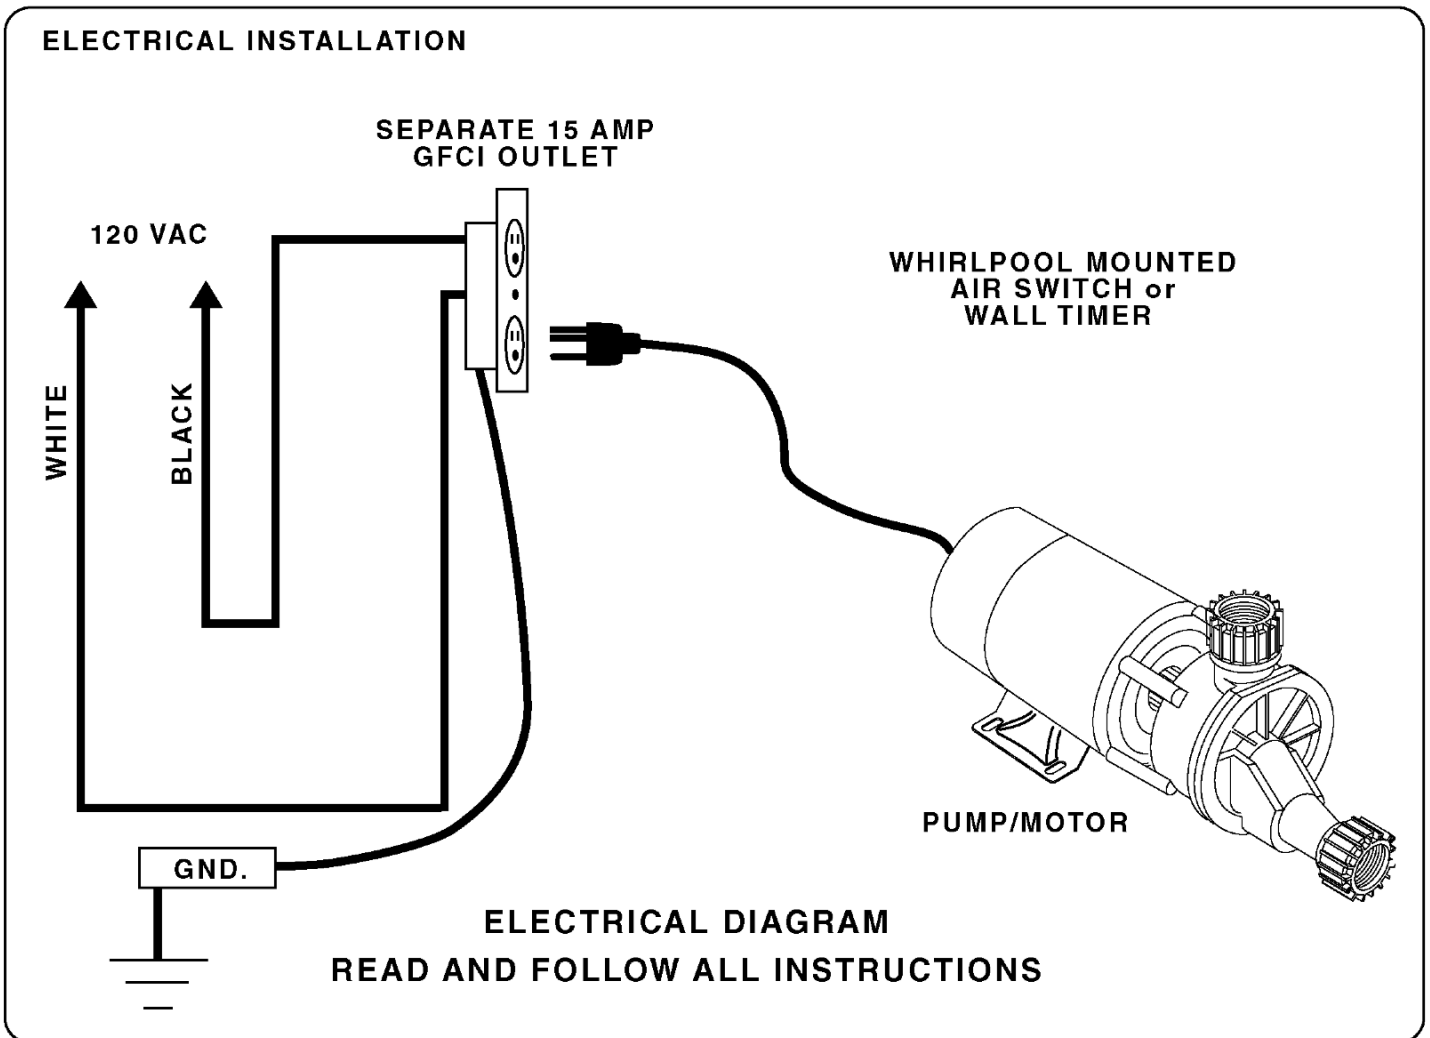 ELECTRICAL INSTALLATION
SEPARATE 15 AMP
GFCI OUTLET
120 VAC
WHIRLPOOL MOUNTED
AIR SWITCH or
WALL TIMER
WHITE
BLACK
PUMP/MOTOR
GND.
ELECTRICAL DIAGRAM
READ AND FOLLOW ALL INSTRUCTIONS